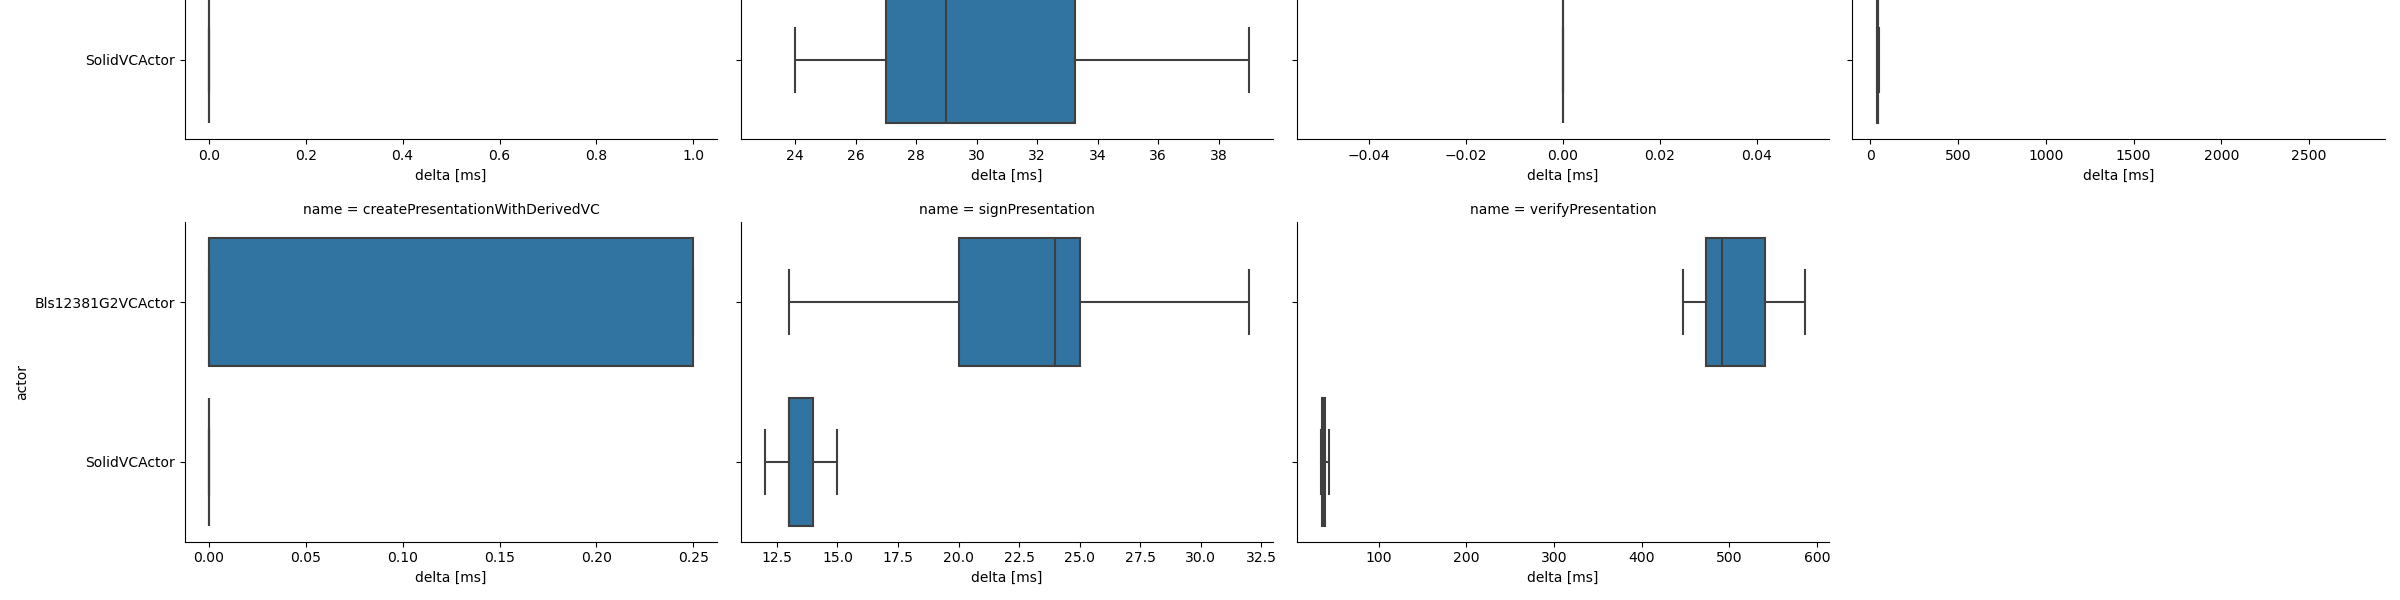 SolidVCActor
0.0 0.2 0.4 0.6 0.8 1.0
delta [ms]
24 26 28 30 32 34 36 38
delta [ms]
−0.04 −0.02 0.00 0.02 0.04
delta [ms]
0 500 1000 1500 2000 2500
delta [ms]
name = createPresentationWithDerivedVC
name = signPresentation
name = verifyPresentation
actor
Bls12381G2VCActor
SolidVCActor
0.00 0.05 0.10 0.15 0.20 0.25
delta [ms]
12.5 15.0 17.5 20.0 22.5 25.0 27.5 30.0 32.5
delta [ms]
100 200 300 400 500 600
delta [ms]